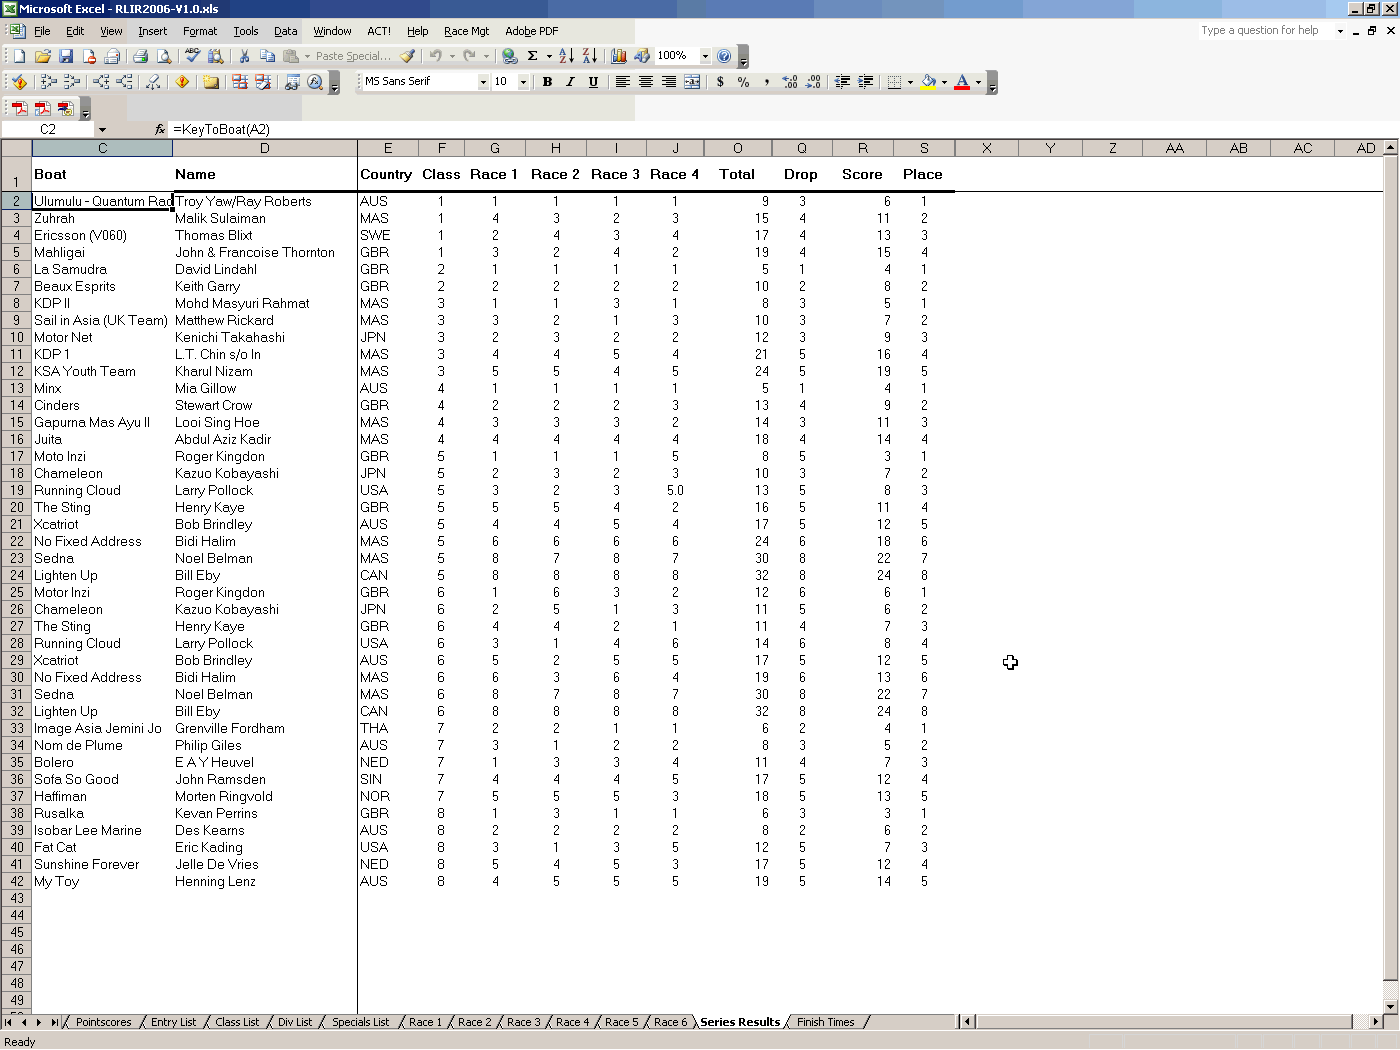 Microsoft Excel - RLIR2006-V1.0.xls
File Edit View Insert Format Tools Data Window ACT! Help Race Mgt Adobe PDF Type a question for help
Paste Special... Σ 100%
MS Sans Serif 10 B I U $ % ,
C2 fx =KeyToBoat(A2)
C D E F G H I J O Q R S X Y Z AA AB AC AD
1 Boat Name Country Class Race 1 Race 2 Race 3 Race 4 Total Drop Score Place
2 Ulumulu - Quantum Rac Troy Yaw/Ray Roberts AUS 1 1 1 1 1 9 3 6 1
3 Zuhrah Malik Sulaiman MAS 1 4 3 2 3 15 4 11 2
4 Ericsson (V060) Thomas Blixt SWE 1 2 4 3 4 17 4 13 3
5 Mahligai John & Francoise Thornton GBR 1 3 2 4 2 19 4 15 4
6 La Samudra David Lindahl GBR 2 1 1 1 1 5 1 4 1
7 Beaux Esprits Keith Garry GBR 2 2 2 2 2 10 2 8 2
8 KDP II Mohd Masyuri Rahmat MAS 3 1 1 3 1 8 3 5 1
9 Sail in Asia (UK Team) Matthew Rickard MAS 3 3 2 1 3 10 3 7 2
10 Motor Net Kenichi Takahashi JPN 3 2 3 2 2 12 3 9 3
11 KDP 1 L.T. Chin s/o In MAS 3 4 4 5 4 21 5 16 4
12 KSA Youth Team Kharul Nizam MAS 3 5 5 4 5 24 5 19 5
13 Minx Mia Gillow AUS 4 1 1 1 1 5 1 4 1
14 Cinders Stewart Crow GBR 4 2 2 2 3 13 4 9 2
15 Gapurna Mas Ayu II Looi Sing Hoe MAS 4 3 3 3 2 14 3 11 3
16 Juita Abdul Aziz Kadir MAS 4 4 4 4 4 18 4 14 4
17 Moto Inzi Roger Kingdon GBR 5 1 1 1 5 8 5 3 1
18 Chameleon Kazuo Kobayashi JPN 5 2 3 2 3 10 3 7 2
19 Running Cloud Larry Pollock USA 5 3 2 3 5.0 13 5 8 3
20 The Sting Henry Kaye GBR 5 5 5 4 2 16 5 11 4
21 Xcatriot Bob Brindley AUS 5 4 4 5 4 17 5 12 5
22 No Fixed Address Bidi Halim MAS 5 6 6 6 6 24 6 18 6
23 Sedna Noel Belman MAS 5 8 7 8 7 30 8 22 7
24 Lighten Up Bill Eby CAN 5 8 8 8 8 32 8 24 8
25 Motor Inzi Roger Kingdon GBR 6 1 6 3 2 12 6 6 1
26 Chameleon Kazuo Kobayashi JPN 6 2 5 1 3 11 5 6 2
27 The Sting Henry Kaye GBR 6 4 4 2 1 11 4 7 3
28 Running Cloud Larry Pollock USA 6 3 1 4 6 14 6 8 4
29 Xcatriot Bob Brindley AUS 6 5 2 5 5 17 5 12 5
30 No Fixed Address Bidi Halim MAS 6 6 3 6 4 19 6 13 6
31 Sedna Noel Belman MAS 6 8 7 8 7 30 8 22 7
32 Lighten Up Bill Eby CAN 6 8 8 8 8 32 8 24 8
33 Image Asia Jemini Jo Grenville Fordham THA 7 2 2 1 1 6 2 4 1
34 Nom de Plume Philip Giles AUS 7 3 1 2 2 8 3 5 2
35 Bolero E A Y Heuvel NED 7 1 3 3 4 11 4 7 3
36 Sofa So Good John Ramsden SIN 7 4 4 4 5 17 5 12 4
37 Haffiman Morten Ringvold NOR 7 5 5 5 3 18 5 13 5
38 Rusalka Kevan Perrins GBR 8 1 3 1 1 6 3 3 1
39 Isobar Lee Marine Des Kearns AUS 8 2 2 2 2 8 2 6 2
40 Fat Cat Eric Kading USA 8 3 1 3 5 12 5 7 3
41 Sunshine Forever Jelle De Vries NED 8 5 4 5 3 17 5 12 4
42 My Toy Henning Lenz AUS 8 4 5 5 5 19 5 14 5
43
44
45
46
47
48
49
Pointscores Entry List Class List Div List Specials List Race 1 Race 2 Race 3 Race 4 Race 5 Race 6 Series Results Finish Times
Ready